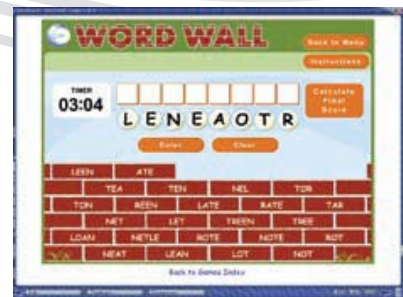 WORD WALL
Back to Menu
Instructions
TIMER
03:04
Calculate
Final
Score
L E N E A O T R
Enter
Clear
LEEN ATE
TEA TEN NEL TOR
TON REEN LATE RATE TAR
NET LET TREEN TREE
LOAN NETLE ROTE NOTE ROT
NEAT LEAN LOT NOT
Back to Games Index